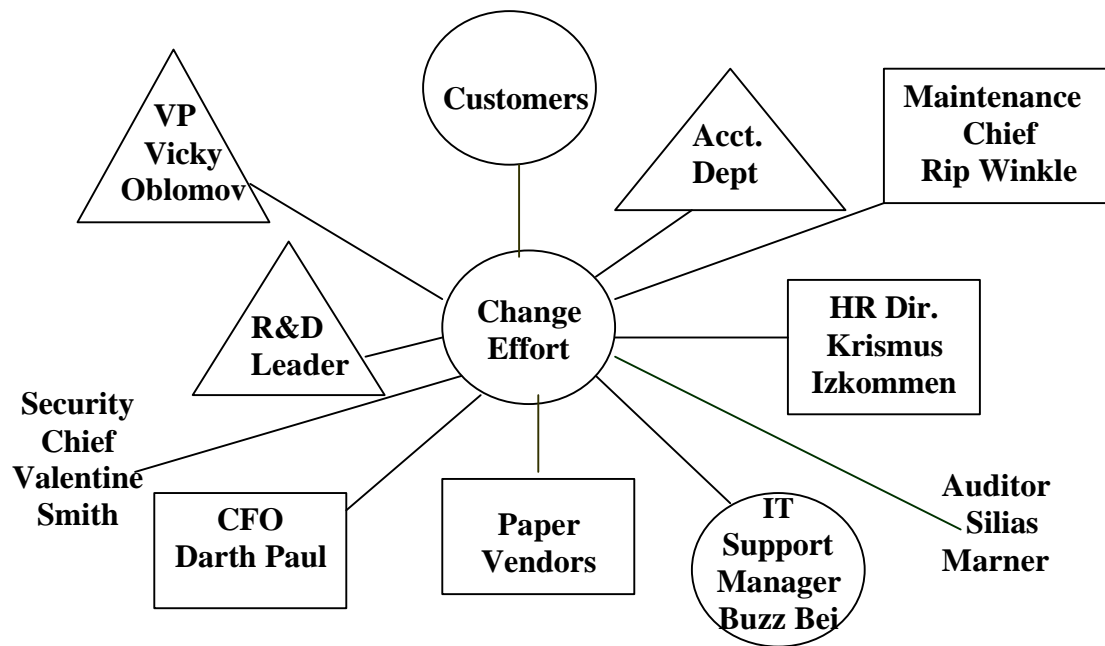 VP
Vicky
Oblomov
Customers
Acct.
Dept
Maintenance
Chief
Rip Winkle
R&D
Leader
Change
Effort
HR Dir.
Krismus
Izkommen
Security
Chief
Valentine
Smith
CFO
Darth Paul
Paper
Vendors
IT
Support
Manager
Buzz Bei
Auditor
Silias
Marner